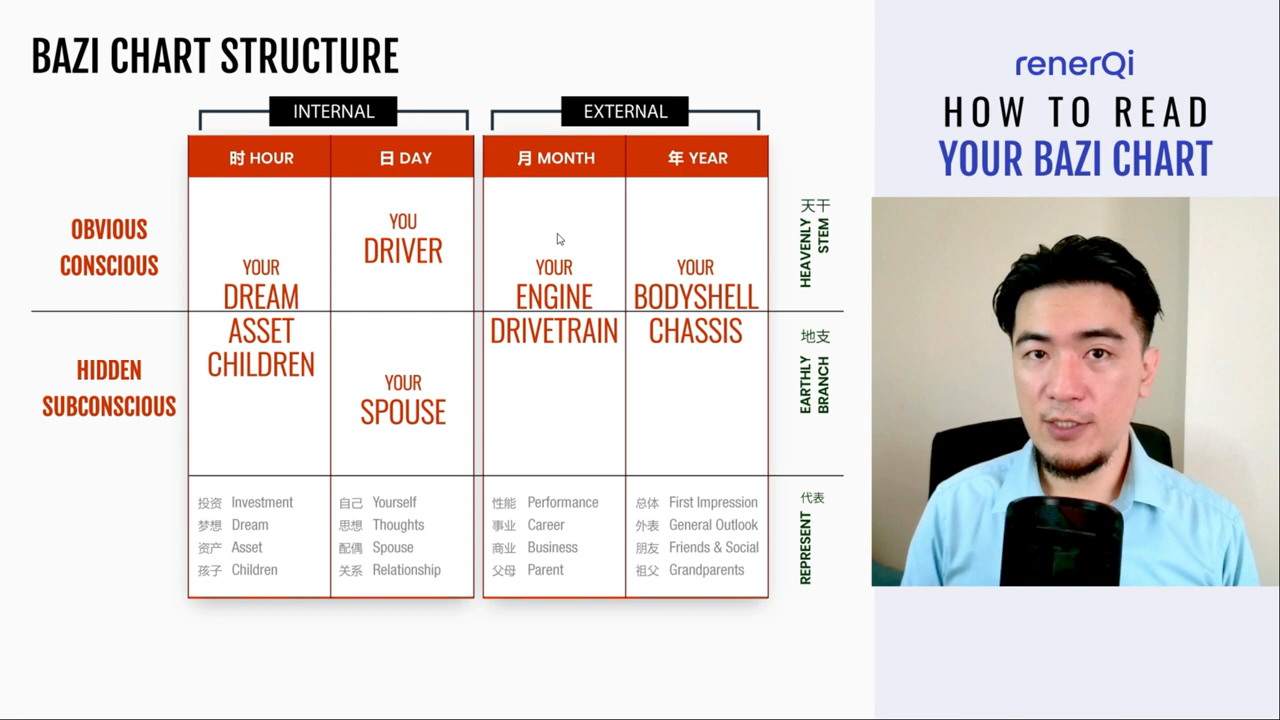 BAZI CHART STRUCTURE
INTERNAL
EXTERNAL
时 HOUR
日 DAY
月 MONTH
年 YEAR
OBVIOUS
CONSCIOUS
HIDDEN
SUBCONSCIOUS
YOUR
DREAM
ASSET
CHILDREN
YOU
DRIVER
YOUR
SPOUSE
YOUR
ENGINE
DRIVETRAIN
YOUR
BODYSHELL
CHASSIS
天干
HEAVENLY
STEM
地支
EARTHLY
BRANCH
投资 Investment
梦想 Dream
资产 Asset
孩子 Children
自己 Yourself
思想 Thoughts
配偶 Spouse
关系 Relationship
性能 Performance
事业 Career
商业 Business
父母 Parent
总体 First Impression
外表 General Outlook
朋友 Friends & Social
祖父 Grandparents
代表
REPRESENT
renerQi
HOW TO READ
YOUR BAZI CHART